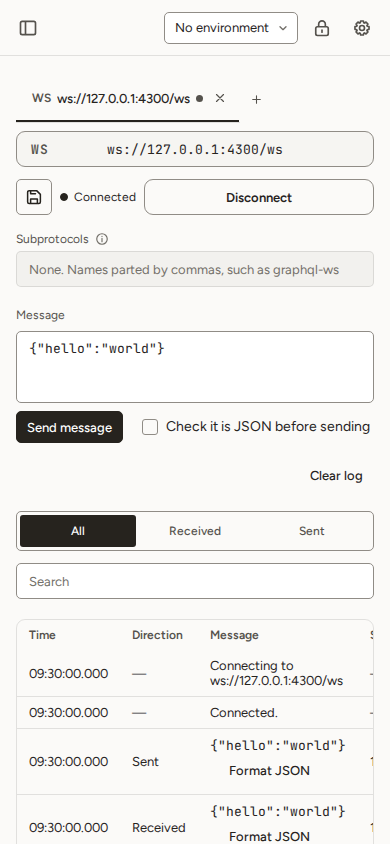 No environment
WS ws://127.0.0.1:4300/ws
WS ws://127.0.0.1:4300/ws
Connected Disconnect
Subprotocols
None. Names parted by commas, such as graphql-ws
Message
{"hello":"world"}
Send message Check it is JSON before sending
Clear log
All Received Sent
Search
Time Direction Message
09:30:00.000 — Connecting to
ws://127.0.0.1:4300/ws
09:30:00.000 — Connected.
09:30:00.000 Sent {"hello":"world"}
Format JSON
09:30:00.000 Received {"hello":"world"}
Format JSON